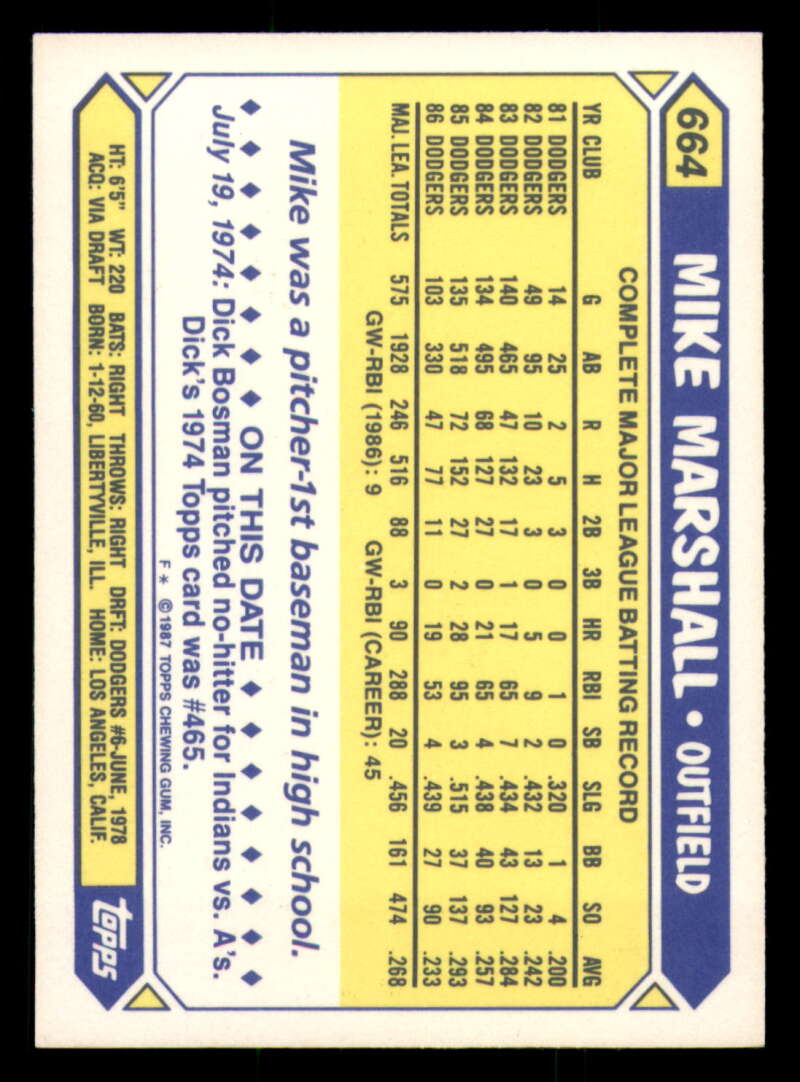 664 MIKE MARSHALL • OUTFIELD
COMPLETE MAJOR LEAGUE BATTING RECORD
YR CLUB G AB R H 2B 3B HR RBI SB SLG BB SO AVG
81 DODGERS 14 25 2 5 3 0 0 1 0 .320 1 4 .200
82 DODGERS 49 95 10 23 3 0 5 9 2 .432 13 23 .242
83 DODGERS 140 465 47 132 17 1 17 65 7 .434 43 127 .284
84 DODGERS 134 495 68 127 27 0 21 65 4 .438 40 93 .257
85 DODGERS 135 518 72 152 27 2 28 95 3 .515 37 137 .293
86 DODGERS 103 330 47 77 11 0 19 53 4 .439 27 90 .233
MAJ. LEA. TOTALS 575 1928 246 516 88 3 90 288 20 .456 161 474 .268
GW-RBI (1986): 9 GW-RBI (CAREER): 45
Mike was a pitcher-1st baseman in high school.
◆ ◆ ◆ ◆ ◆ ◆ ◆ ◆ ON THIS DATE ◆ ◆ ◆ ◆ ◆ ◆ ◆ ◆
July 19, 1974: Dick Bosman pitched no-hitter for Indians vs. A's.
Dick's 1974 Topps card was #465.
F * ©1987 TOPPS CHEWING GUM, INC.
HT: 6'5" WT: 220 BATS: RIGHT THROWS: RIGHT DRFT: DODGERS #6-JUNE, 1978
ACQ: VIA DRAFT BORN: 1-12-60, LIBERTYVILLE, ILL. HOME: LOS ANGELES, CALIF.
topps